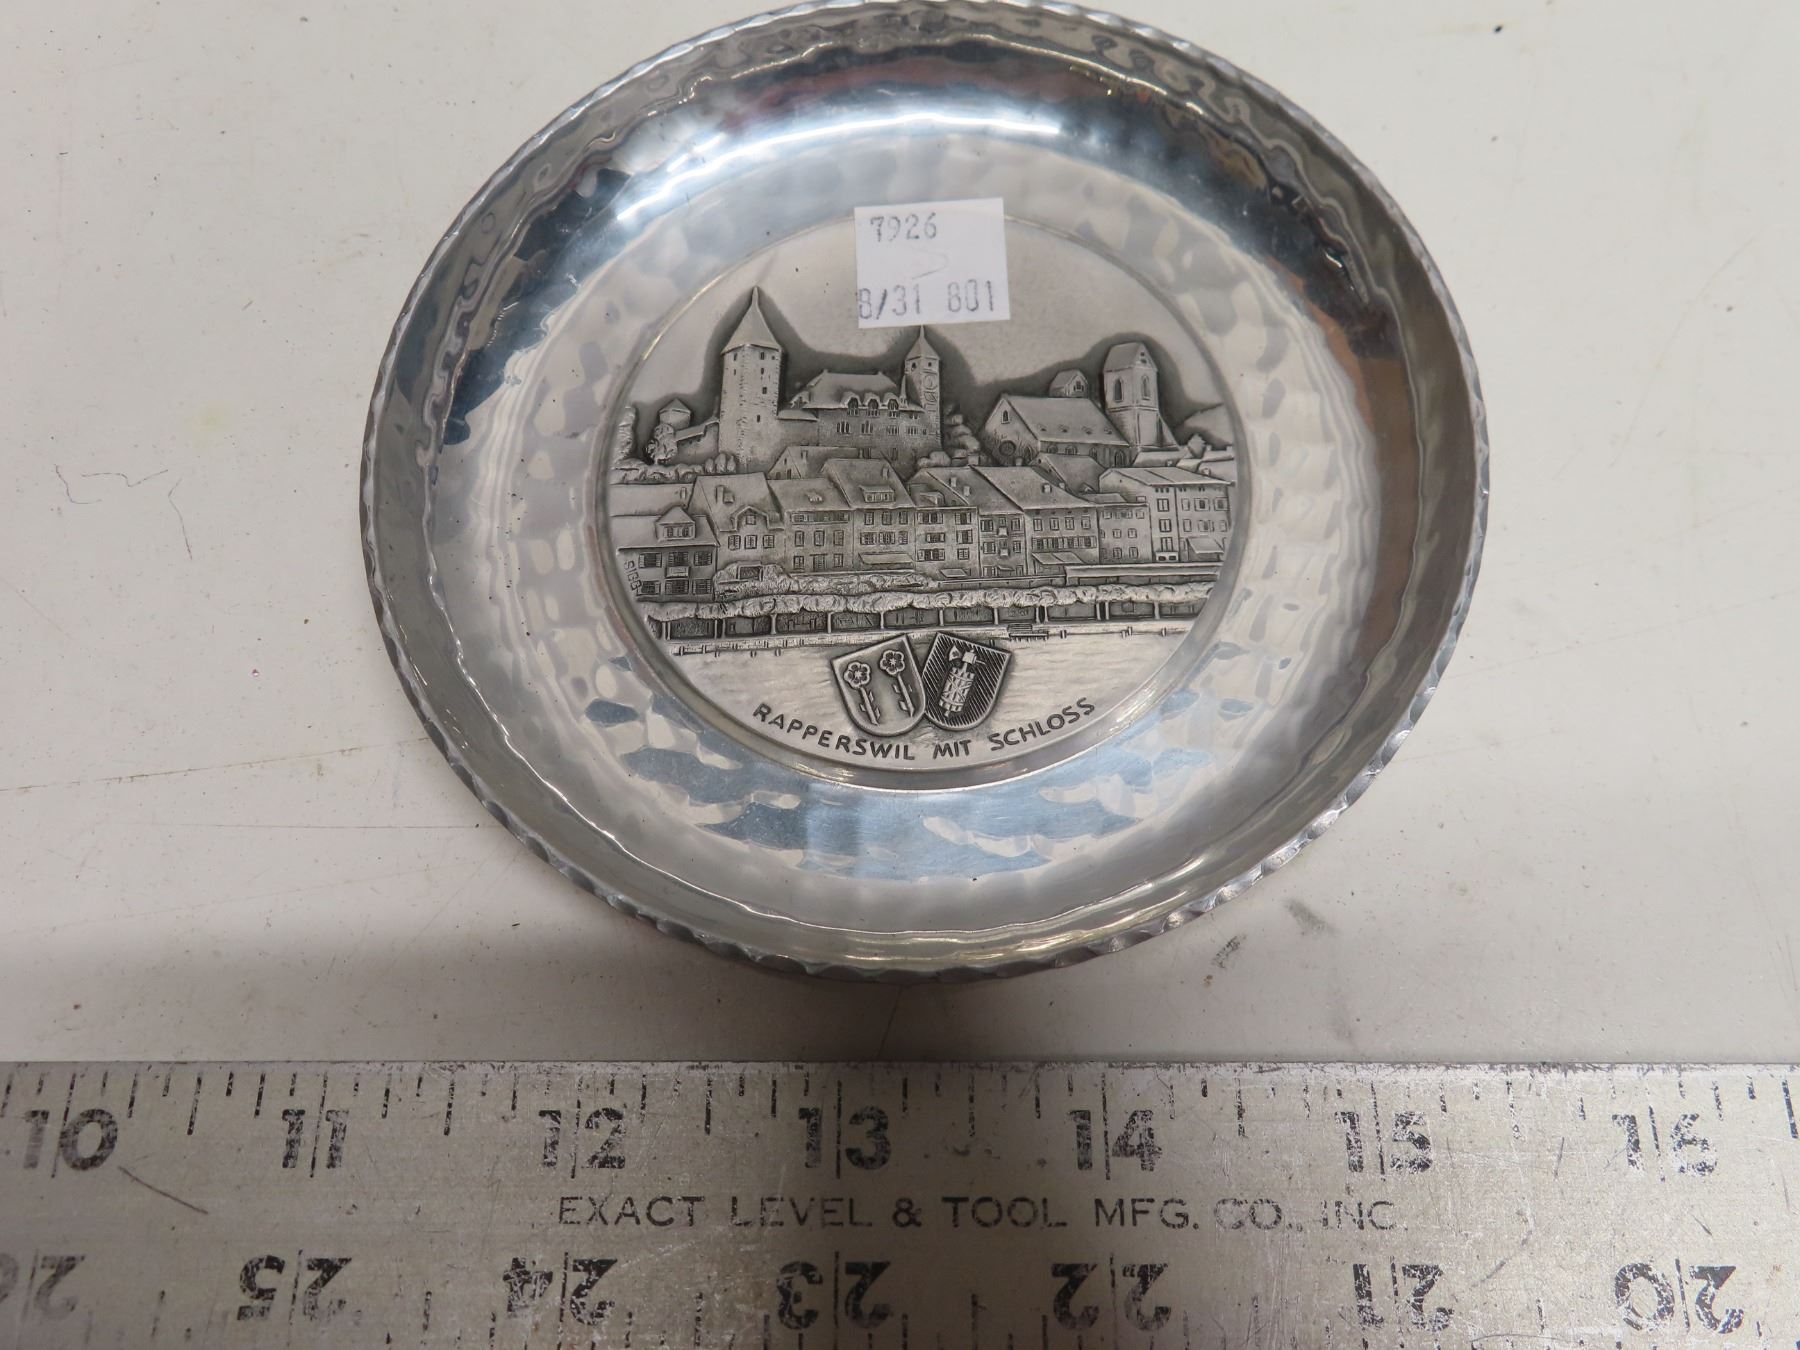 7926
8/31 801
SIGG
RAPPERSWIL MIT SCHLOSS
10 11 12 13 14 15 16
EXACT LEVEL & TOOL MFG. CO., INC.
25 24 23 22 21 20